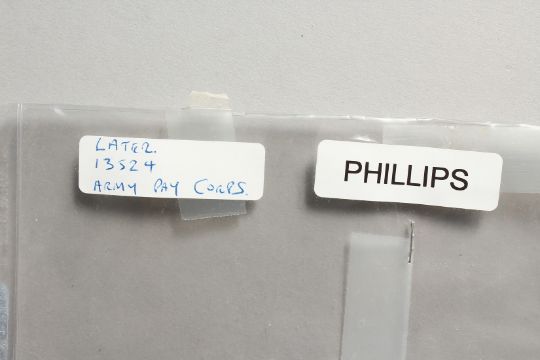 LATER.
13524
ARMY PAY CORPS.
PHILLIPS